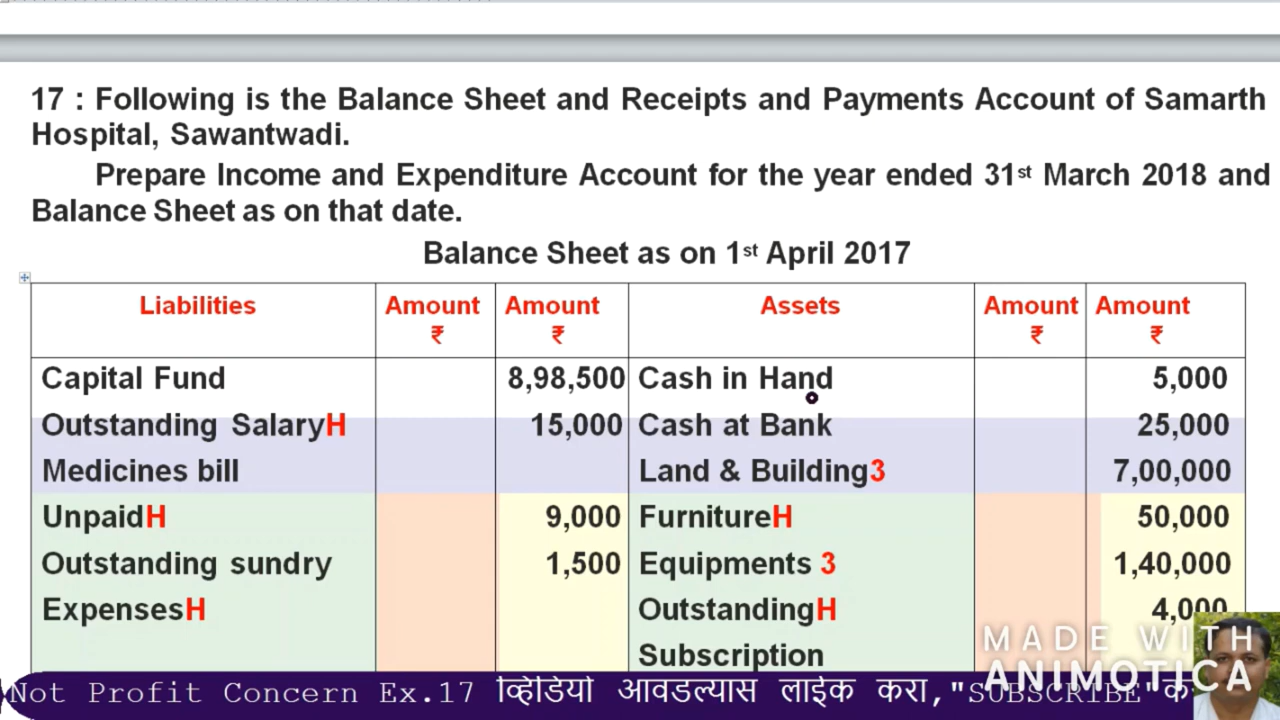 17 : Following is the Balance Sheet and Receipts and Payments Account of Samarth
Hospital, Sawantwadi.
Prepare Income and Expenditure Account for the year ended 31st March 2018 and
Balance Sheet as on that date.
Balance Sheet as on 1st April 2017
Liabilities Amount ₹ Amount ₹ Assets Amount ₹ Amount ₹
Capital Fund 8,98,500 Cash in Hand 5,000
Outstanding SalaryH 15,000 Cash at Bank 25,000
Medicines bill Land & Building3 7,00,000
UnpaidH 9,000 FurnitureH 50,000
Outstanding sundry 1,500 Equipments 3 1,40,000
ExpensesH OutstandingH 4,000
Subscription
MADE WITH
ANIMOTICA
Not Profit Concern Ex.17 व्हिडियो आवडल्यास लाईक करा,"SUBSCRIBE"क